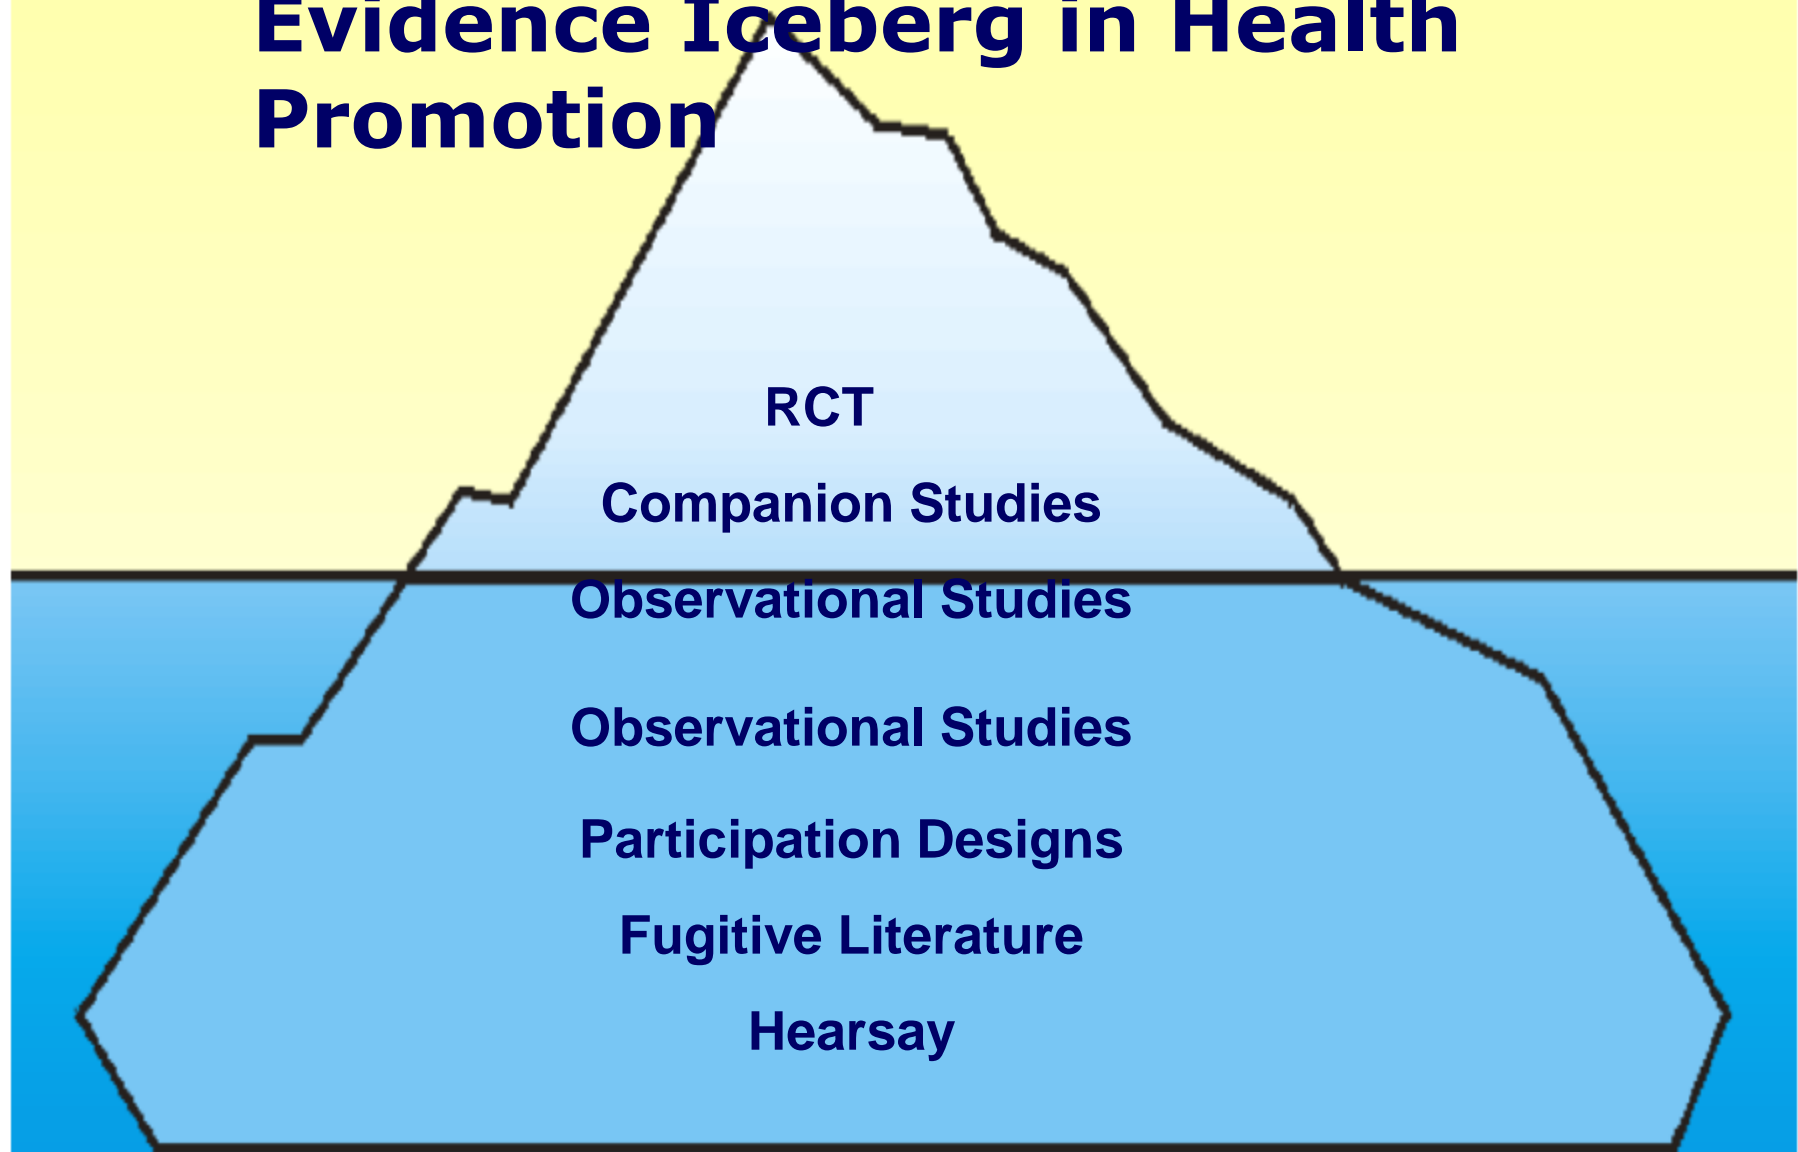 Evidence Iceberg in Health
Promotion
RCT
Companion Studies
Observational Studies
Observational Studies
Participation Designs
Fugitive Literature
Hearsay